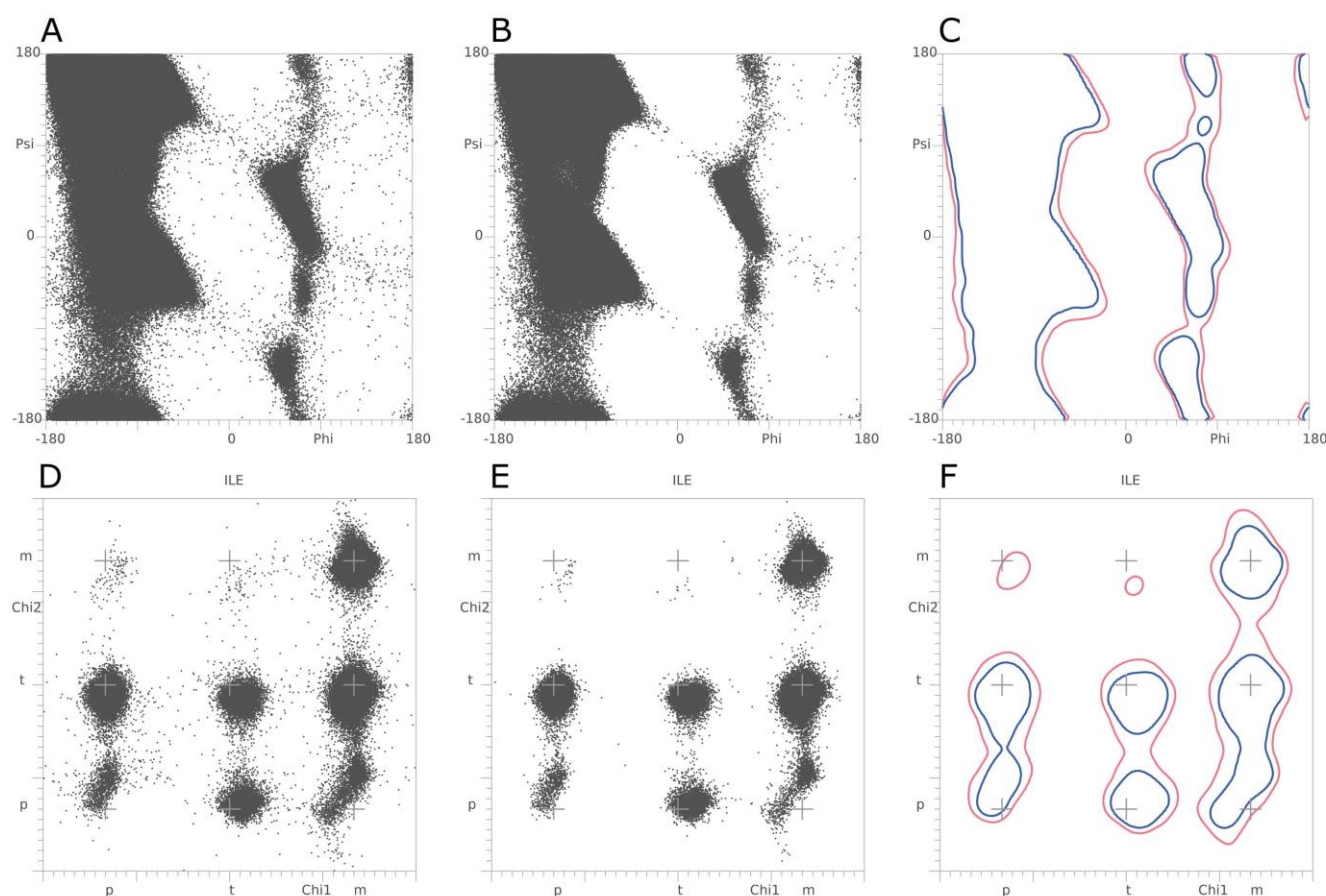 A B C
180 180 180
Psi Psi Psi
0 0 0
-180 -180 -180
-180 0 Phi 180 -180 0 Phi 180 -180 0 Phi 180
D ILE E ILE F ILE
m m m
Chi2 Chi2 Chi2
t t t
p p p
p t Chi1 m p t Chi1 m p t Chi1 m